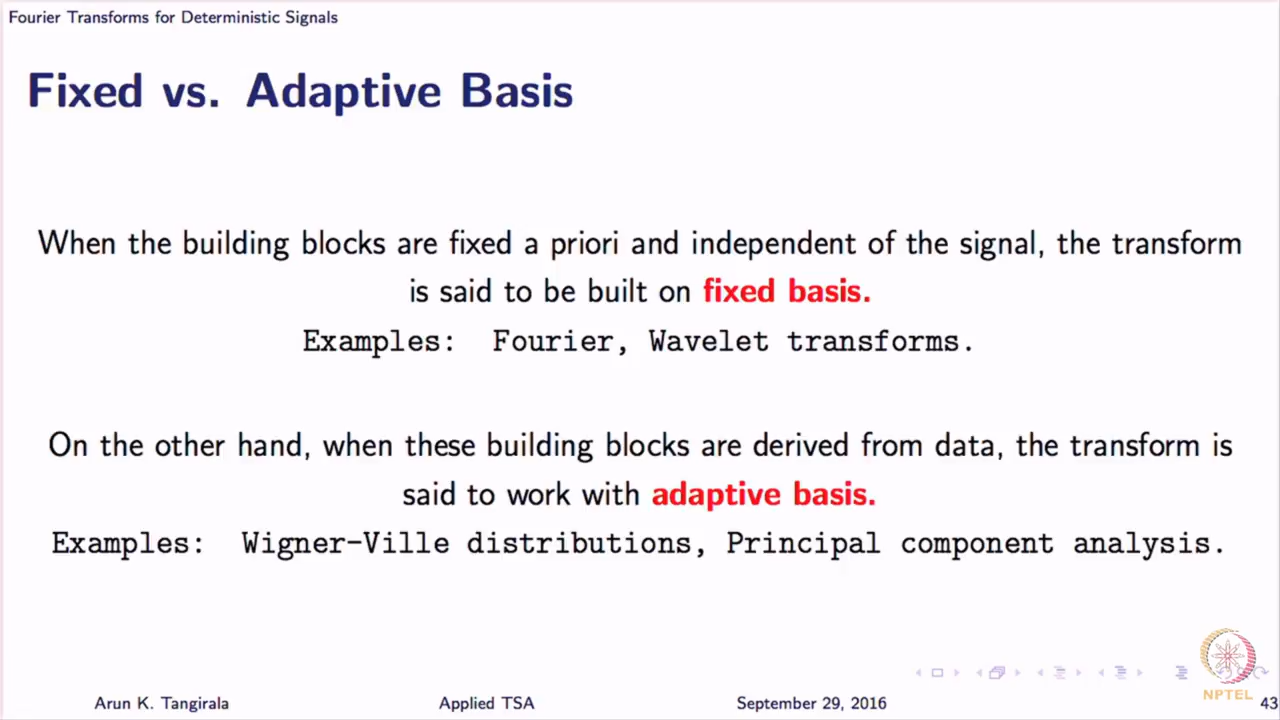 Fourier Transforms for Deterministic Signals
Fixed vs. Adaptive Basis
When the building blocks are fixed a priori and independent of the signal, the transform
is said to be built on fixed basis.
Examples: Fourier, Wavelet transforms.
On the other hand, when these building blocks are derived from data, the transform is
said to work with adaptive basis.
Examples: Wigner-Ville distributions, Principal component analysis.
NPTEL
Arun K. Tangirala Applied TSA September 29, 2016 43